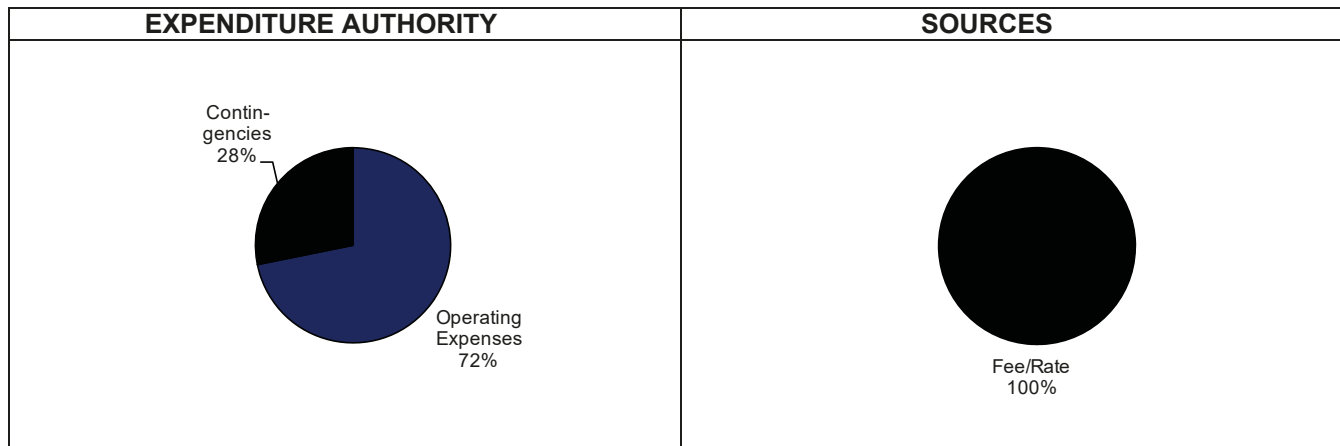 EXPENDITURE AUTHORITY
SOURCES
Contin-
gencies
28%
Operating
Expenses
72%
Fee/Rate
100%